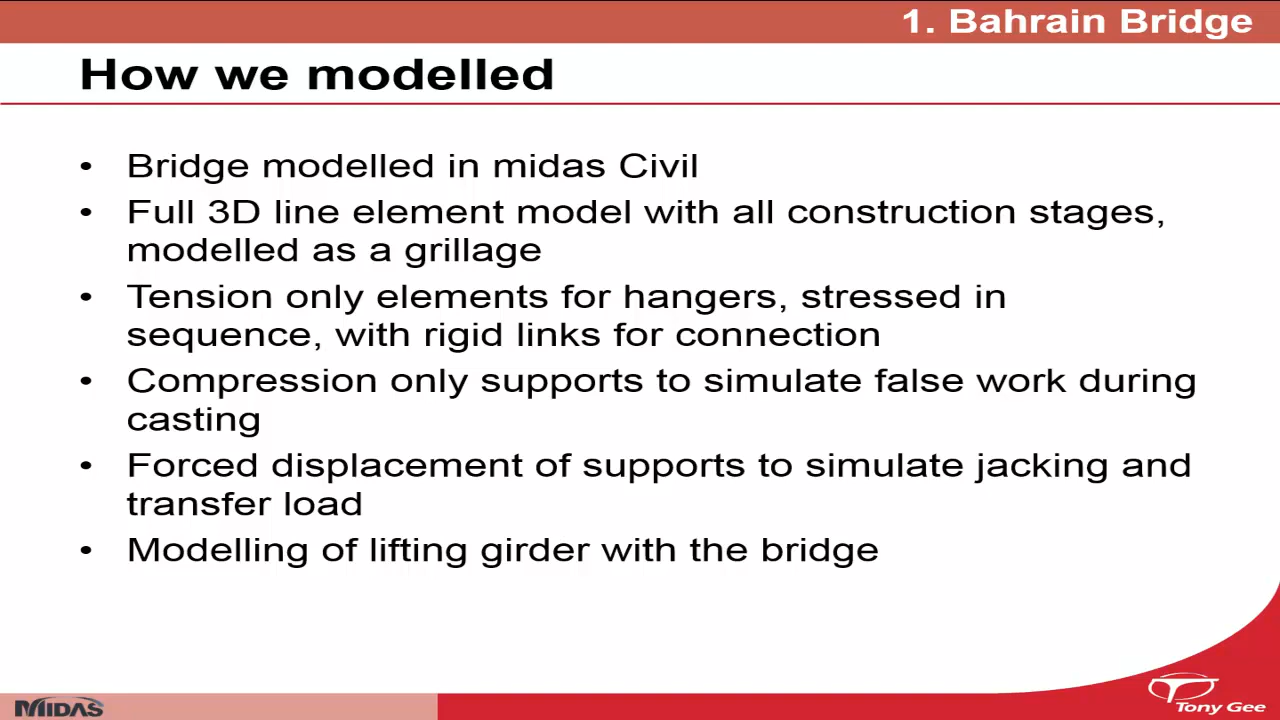 1. Bahrain Bridge
How we modelled
• Bridge modelled in midas Civil
• Full 3D line element model with all construction stages,
modelled as a grillage
• Tension only elements for hangers, stressed in
sequence, with rigid links for connection
• Compression only supports to simulate false work during
casting
• Forced displacement of supports to simulate jacking and
transfer load
• Modelling of lifting girder with the bridge
MIDAS
Tony Gee